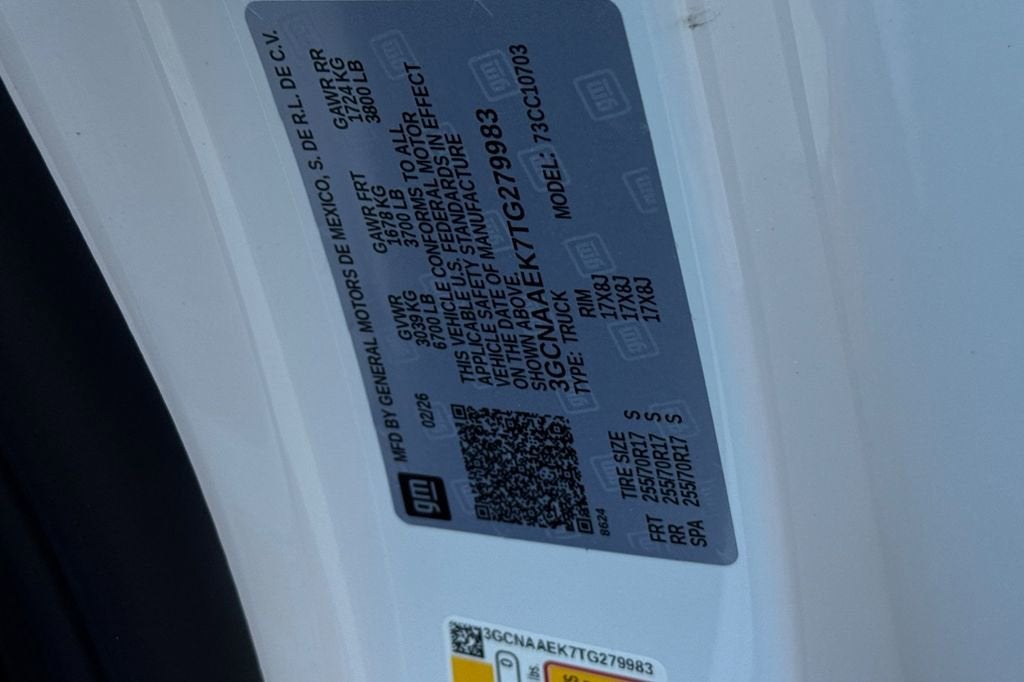 gm
MFD BY GENERAL MOTORS DE MEXICO, S. DE R.L. DE C.V.
02/26
GVWR GAWR FRT GAWR RR
3039 KG 1678 KG 1724 KG
6700 LB 3700 LB 3800 LB
THIS VEHICLE CONFORMS TO ALL
APPLICABLE U.S. FEDERAL MOTOR
VEHICLE SAFETY STANDARDS IN EFFECT
ON THE DATE OF MANUFACTURE
SHOWN ABOVE.
3GCNAAEK7TG279983
TYPE: TRUCK MODEL: 73CC10703
8624
TIRE SIZE RIM
FRT 255/70R17 S 17X8J
RR 255/70R17 S 17X8J
SPA 255/70R17 S 17X8J
3GCNAAEK7TG279983
lbs.